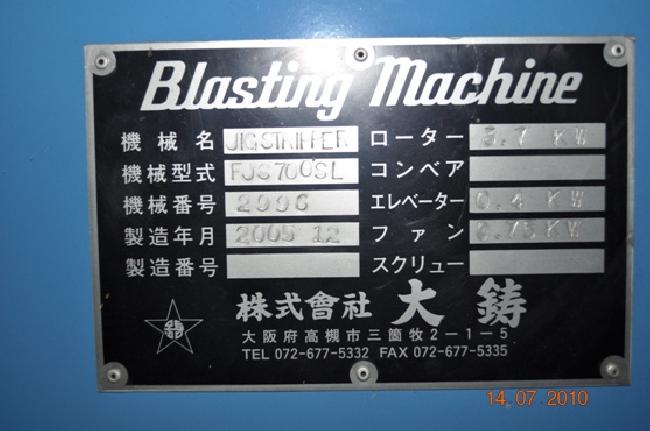 Blasting Machine
機械名 JIGSTRIPPER ローター 3.7 KW
機械型式 FJS700SL コンベア
機械番号 2006 エレベーター 0.4 KW
製造年月 2005 12 ファン 0.75KW
製造番号 スクリュー
鋳 株式會社 大鋳
大阪府高槻市三箇牧2-1-5
TEL 072-677-5332 FAX 072-677-5335
14.07.2010